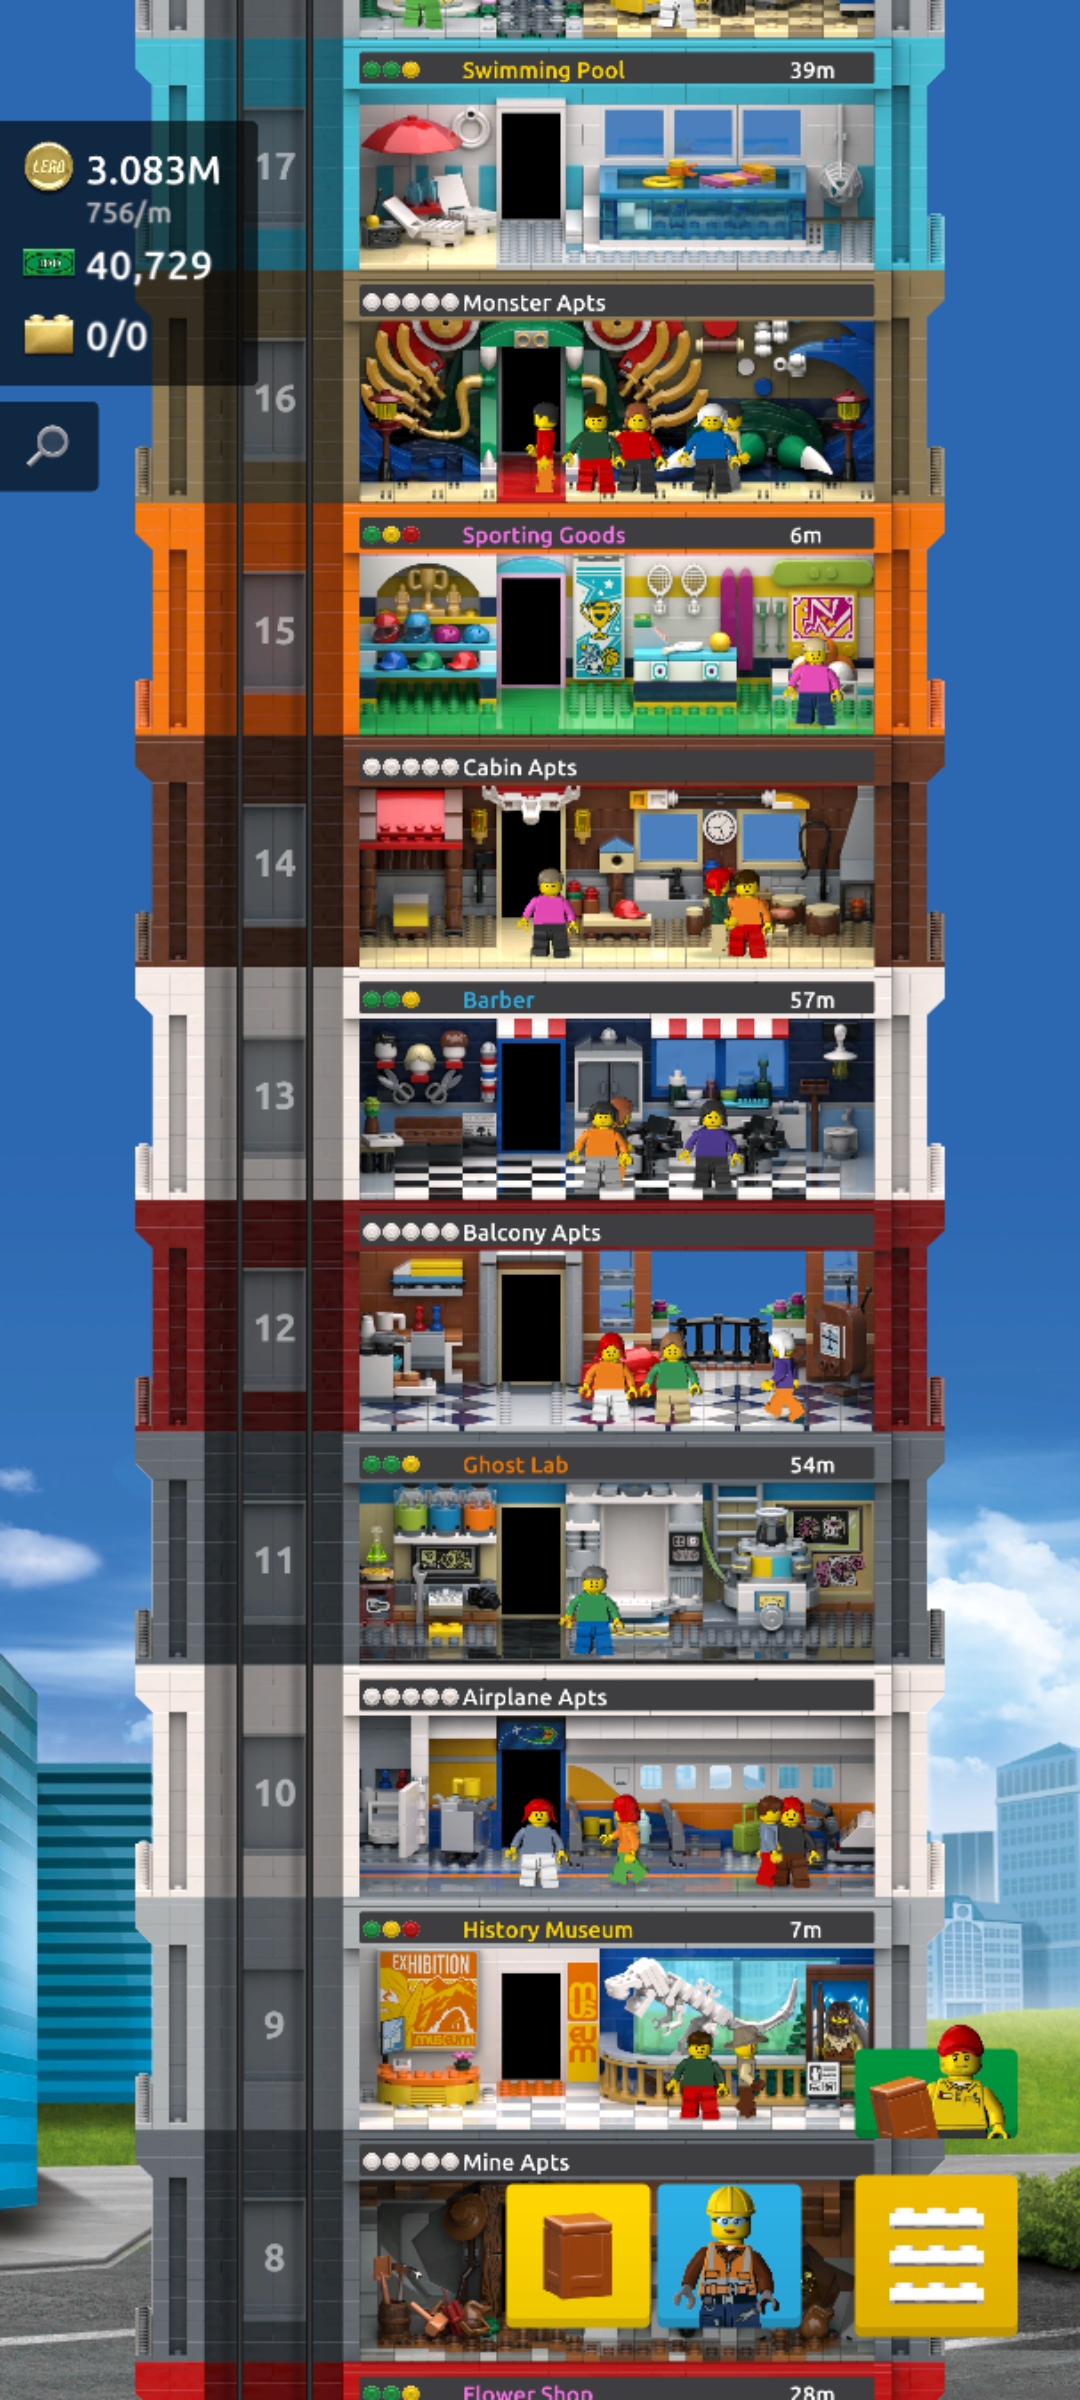 Swimming Pool 39m
LEGO 3.083M
17
756/m
40,729
0/0
Monster Apts
16
Sporting Goods 6m
15
Cabin Apts
14
Barber 57m
13
Balcony Apts
12
Ghost Lab 54m
11
Airplane Apts
10
History Museum 7m
EXHIBITION
MUSEUM
MUSEUM
9
Mine Apts
8
Flower Shop 28m